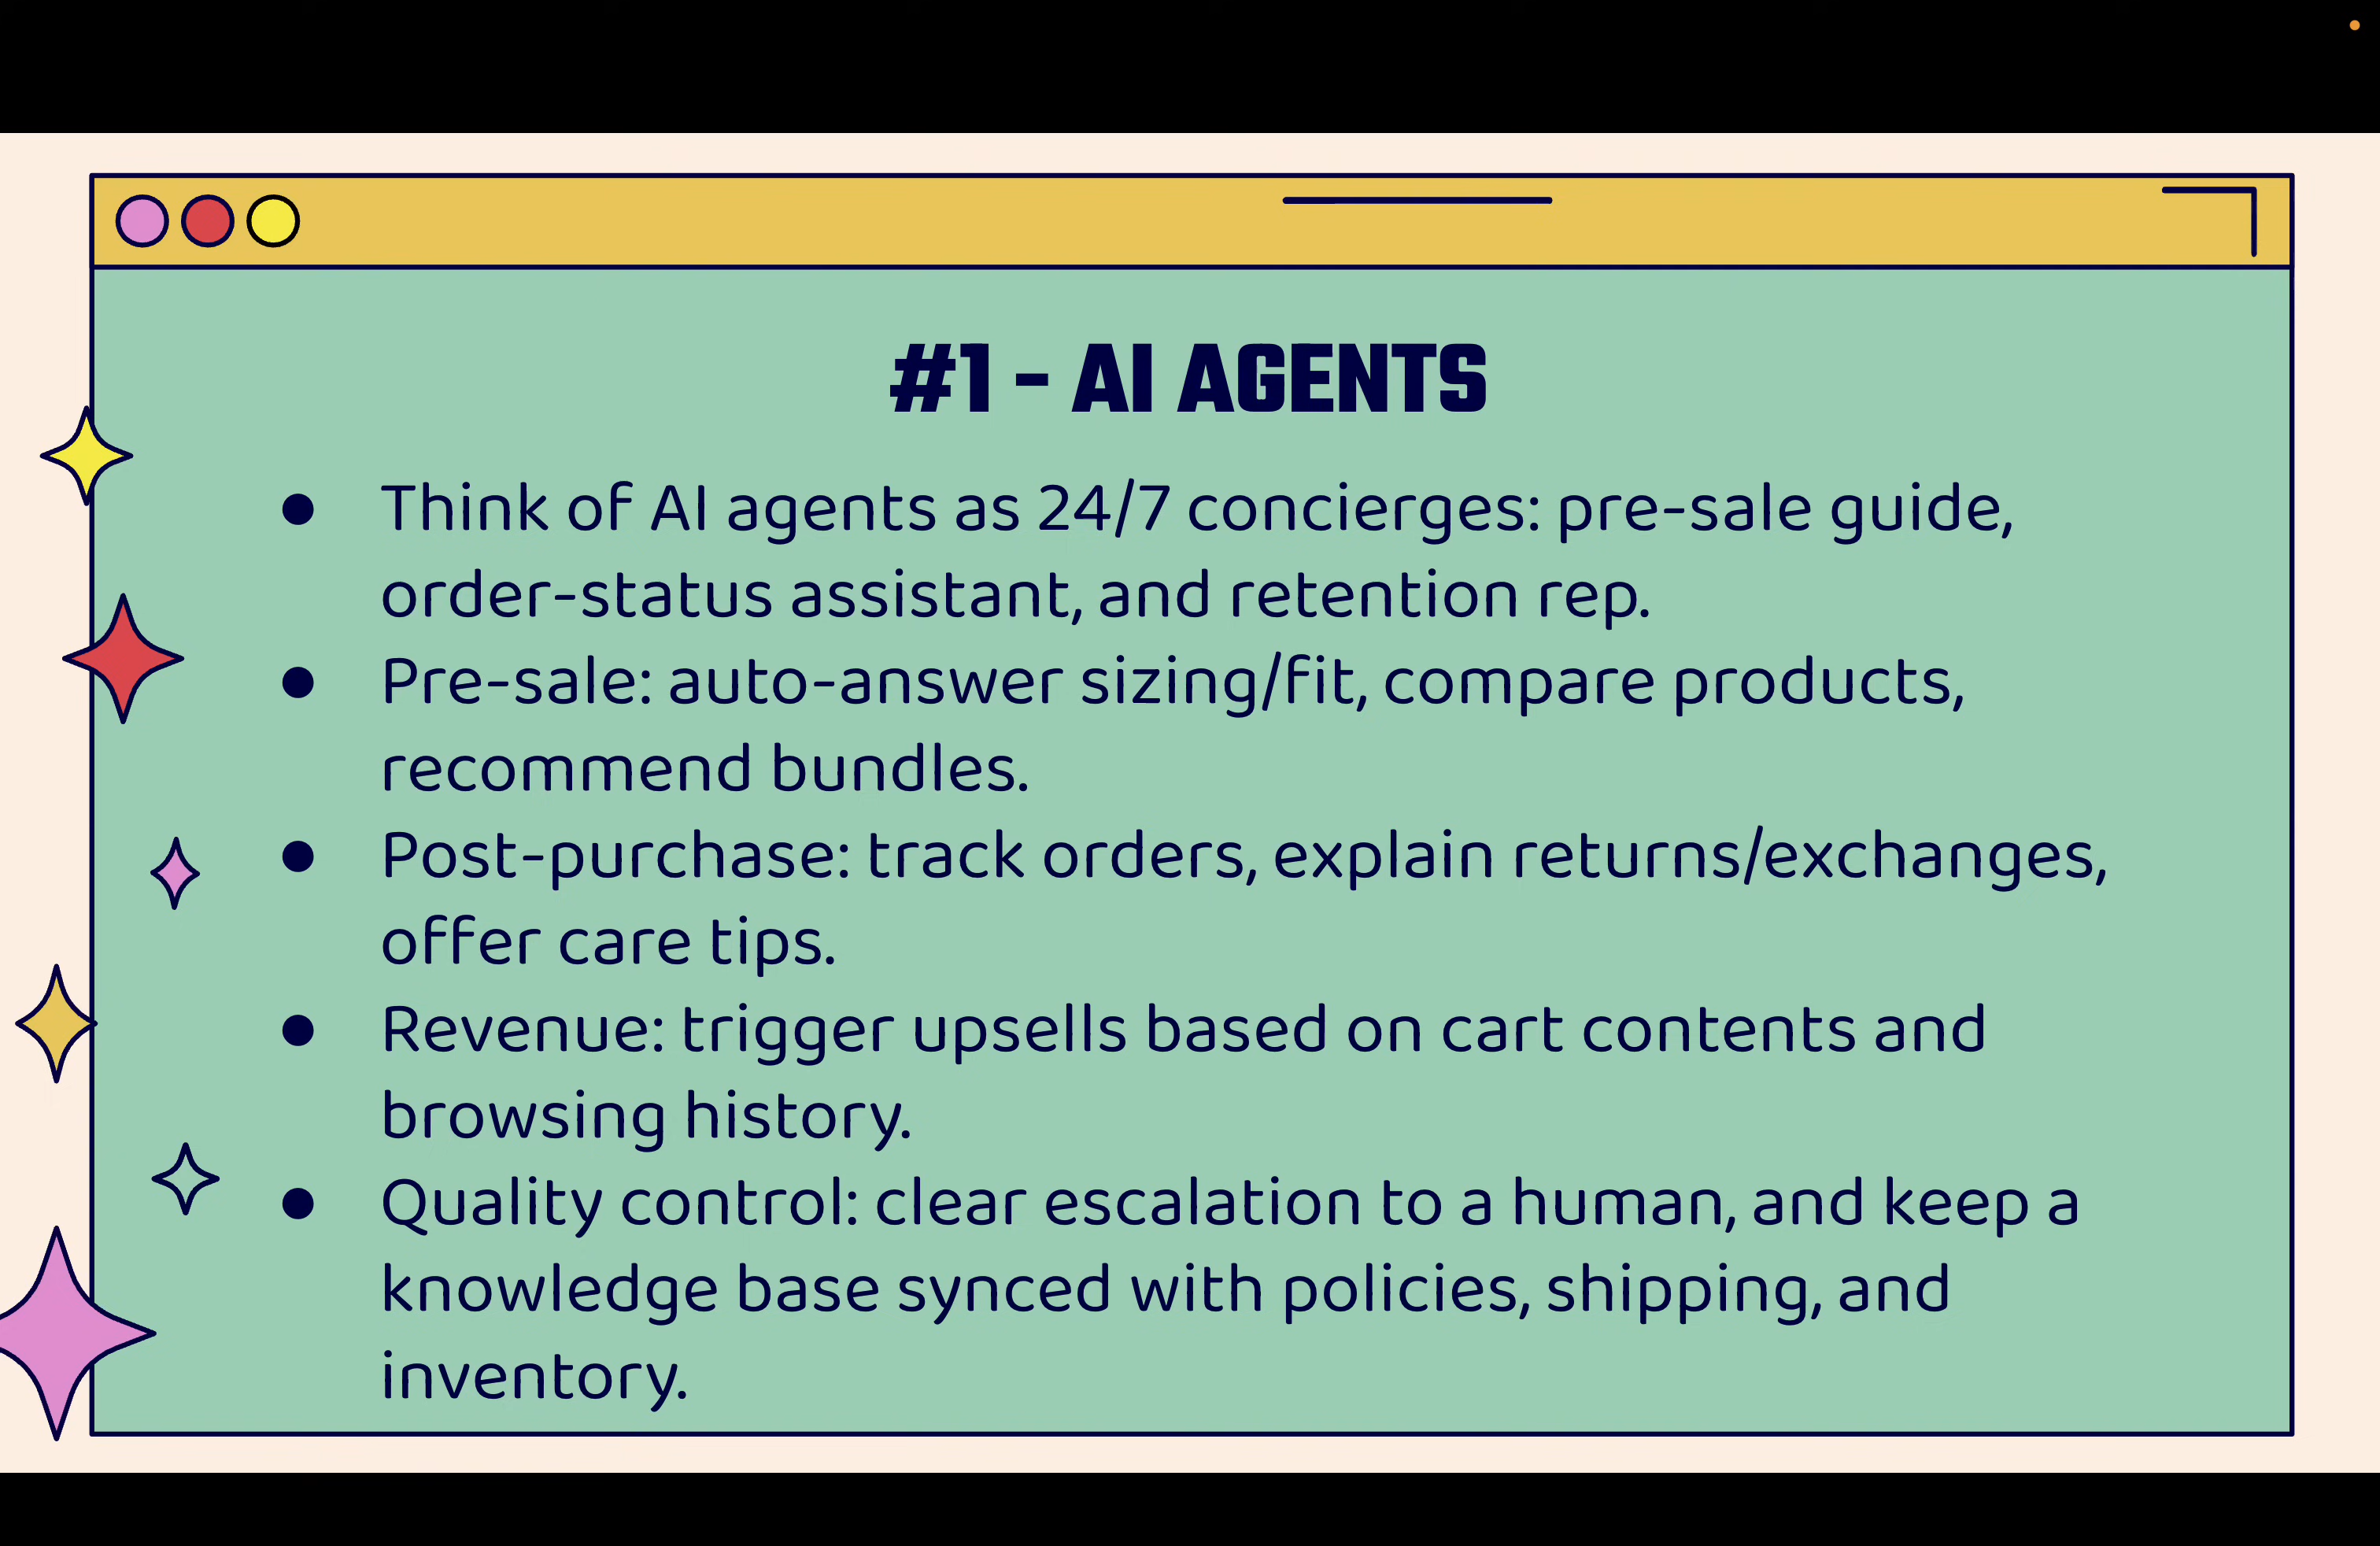 #1 - AI AGENTS
● Think of AI agents as 24/7 concierges: pre-sale guide,
order-status assistant, and retention rep.
● Pre-sale: auto-answer sizing/fit, compare products,
recommend bundles.
● Post-purchase: track orders, explain returns/exchanges,
offer care tips.
● Revenue: trigger upsells based on cart contents and
browsing history.
● Quality control: clear escalation to a human, and keep a
knowledge base synced with policies, shipping, and
inventory.